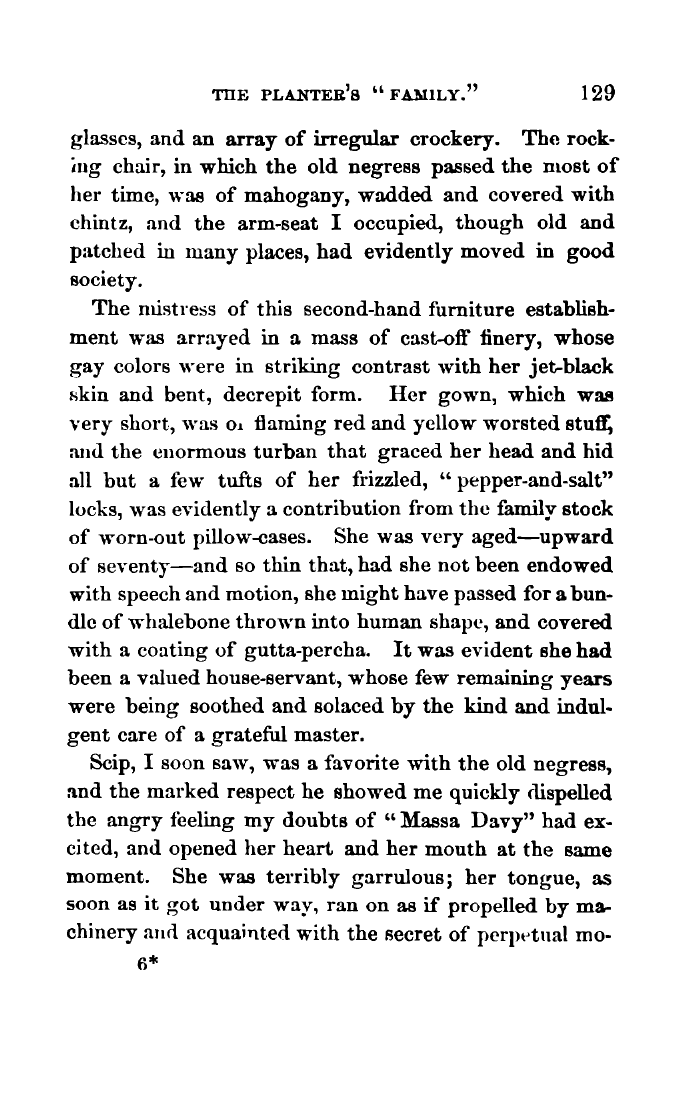 THE PLANTER'S "FAMILY." 129
glasses, and an array of irregular crockery. The rock-
ing chair, in which the old negress passed the most of
her time, was of mahogany, wadded and covered with
chintz, and the arm-seat I occupied, though old and
patched in many places, had evidently moved in good
society.
The mistress of this second-hand furniture establish-
ment was arrayed in a mass of cast-off finery, whose
gay colors were in striking contrast with her jet-black
skin and bent, decrepit form. Her gown, which was
very short, was of flaming red and yellow worsted stuff,
and the enormous turban that graced her head and hid
all but a few tufts of her frizzled, "pepper-and-salt"
locks, was evidently a contribution from the family stock
of worn-out pillow-cases. She was very aged—upward
of seventy—and so thin that, had she not been endowed
with speech and motion, she might have passed for a bun-
dle of whalebone thrown into human shape, and covered
with a coating of gutta-percha. It was evident she had
been a valued house-servant, whose few remaining years
were being soothed and solaced by the kind and indul-
gent care of a grateful master.
Scip, I soon saw, was a favorite with the old negress,
and the marked respect he showed me quickly dispelled
the angry feeling my doubts of "Massa Davy" had ex-
cited, and opened her heart and her mouth at the same
moment. She was terribly garrulous; her tongue, as
soon as it got under way, ran on as if propelled by ma-
chinery and acquainted with the secret of perpetual mo-
6*